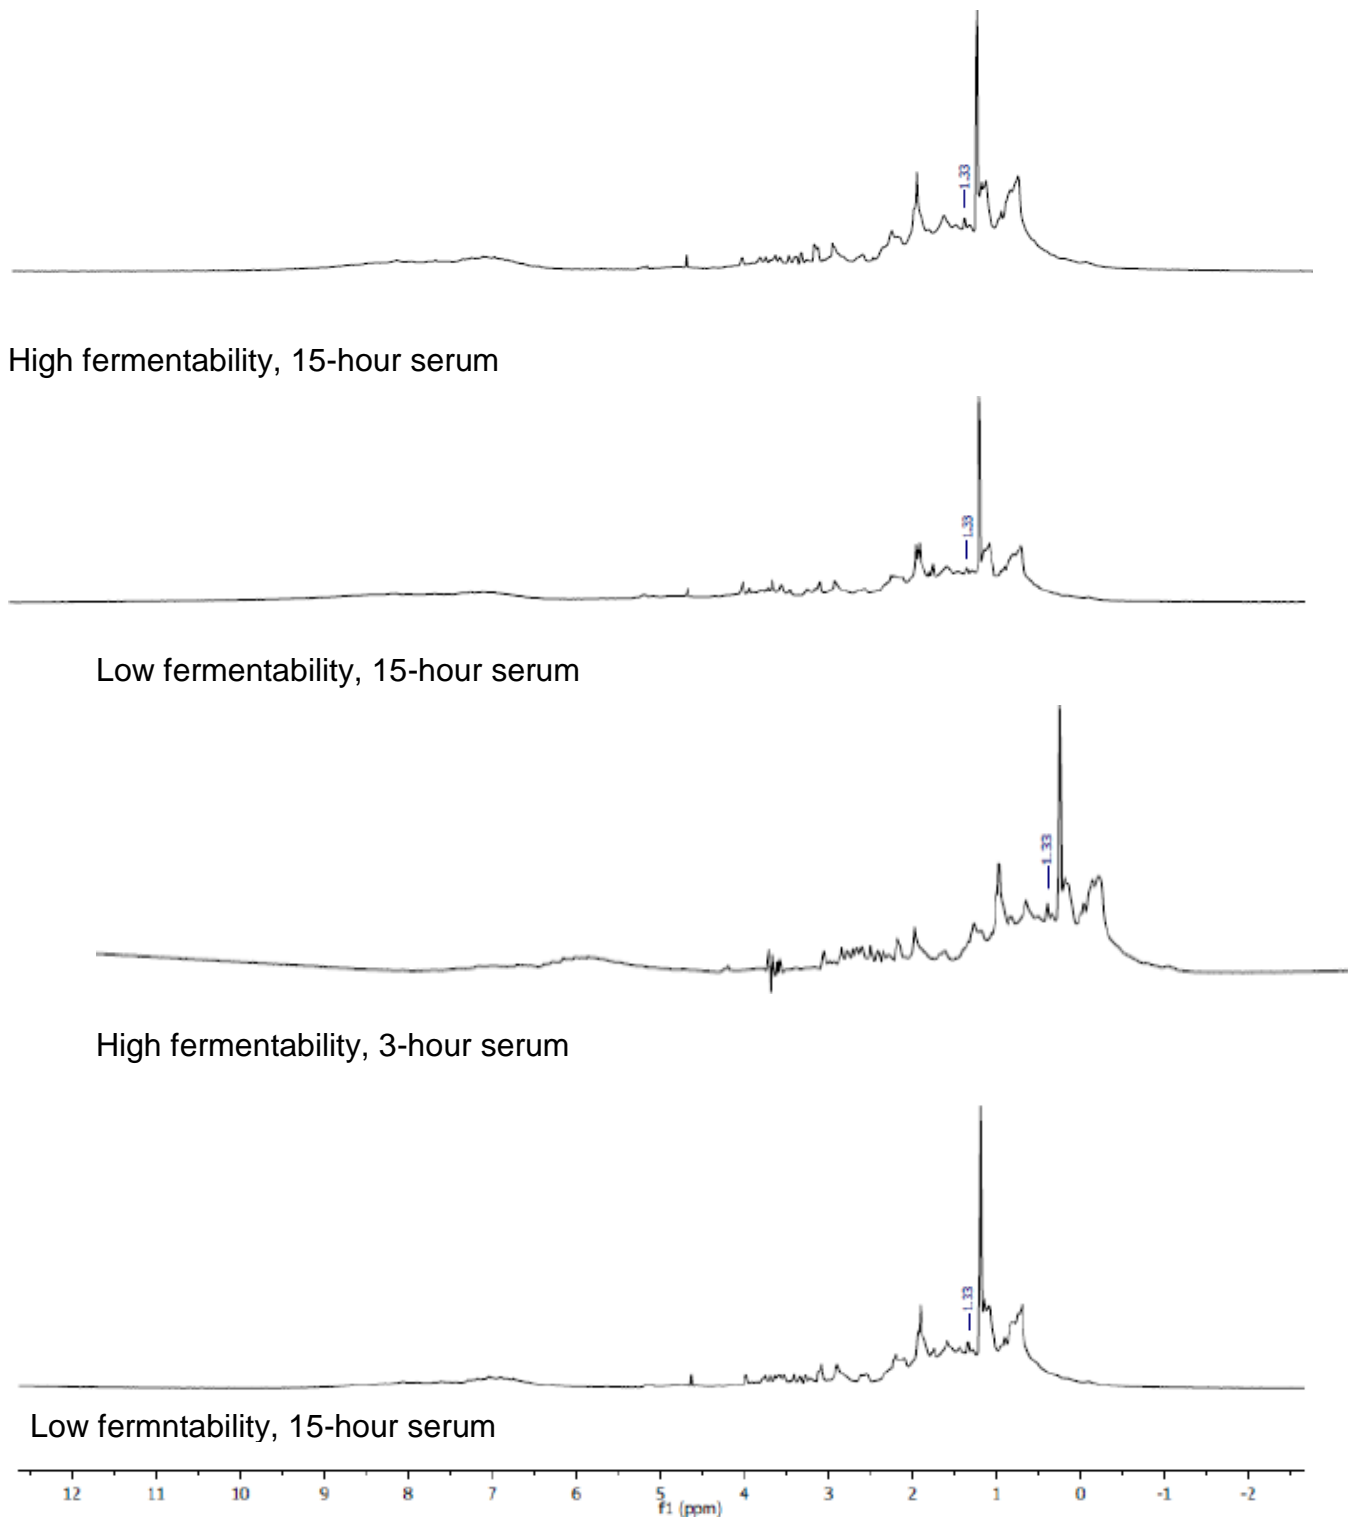 —1.33
High fermentability, 15-hour serum
—1.33
Low fermentability, 15-hour serum
—1.33
High fermentability, 3-hour serum
—1.33
Low fermntability, 15-hour serum
12 11 10 9 8 7 6 5 4 3 2 1 0 -1 -2
f1 (ppm)